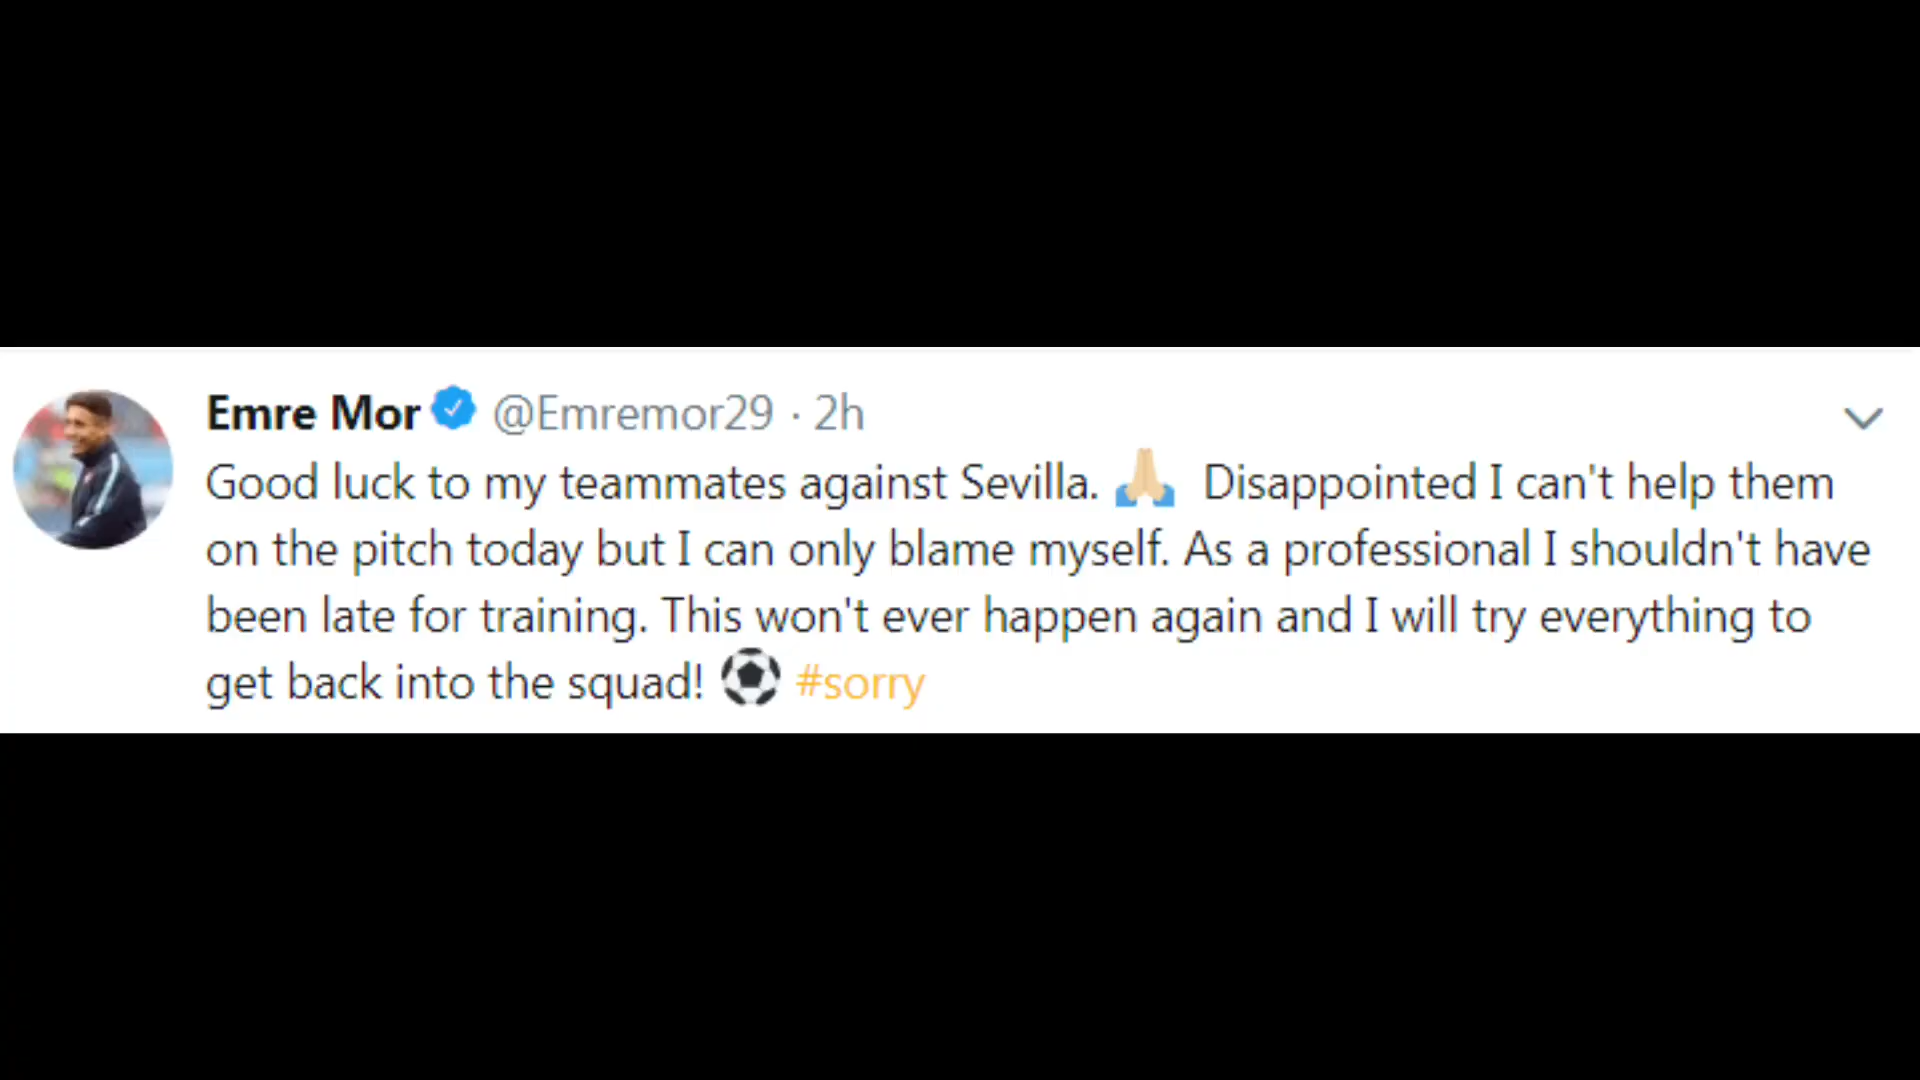 Emre Mor @Emremor29 · 2h
Good luck to my teammates against Sevilla. 🙏🏼 Disappointed I can't help them
on the pitch today but I can only blame myself. As a professional I shouldn't have
been late for training. This won't ever happen again and I will try everything to
get back into the squad! ⚽ #sorry